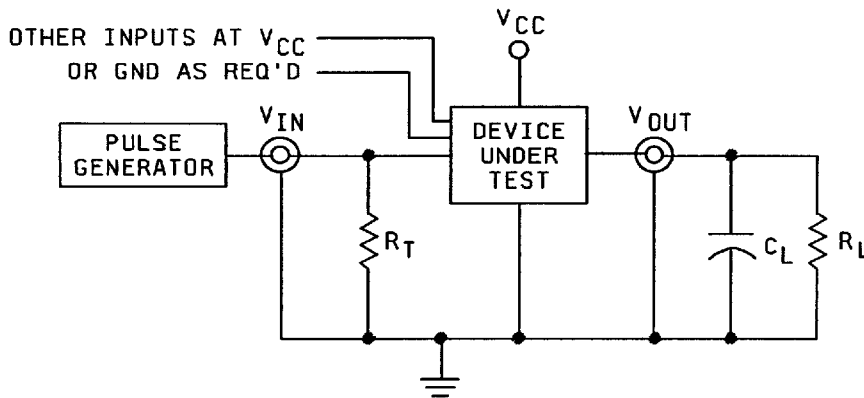 OTHER INPUTS AT VCC
OR GND AS REQ'D
VCC
VIN
VOUT
PULSE
GENERATOR
DEVICE
UNDER
TEST
RT
CL
RL